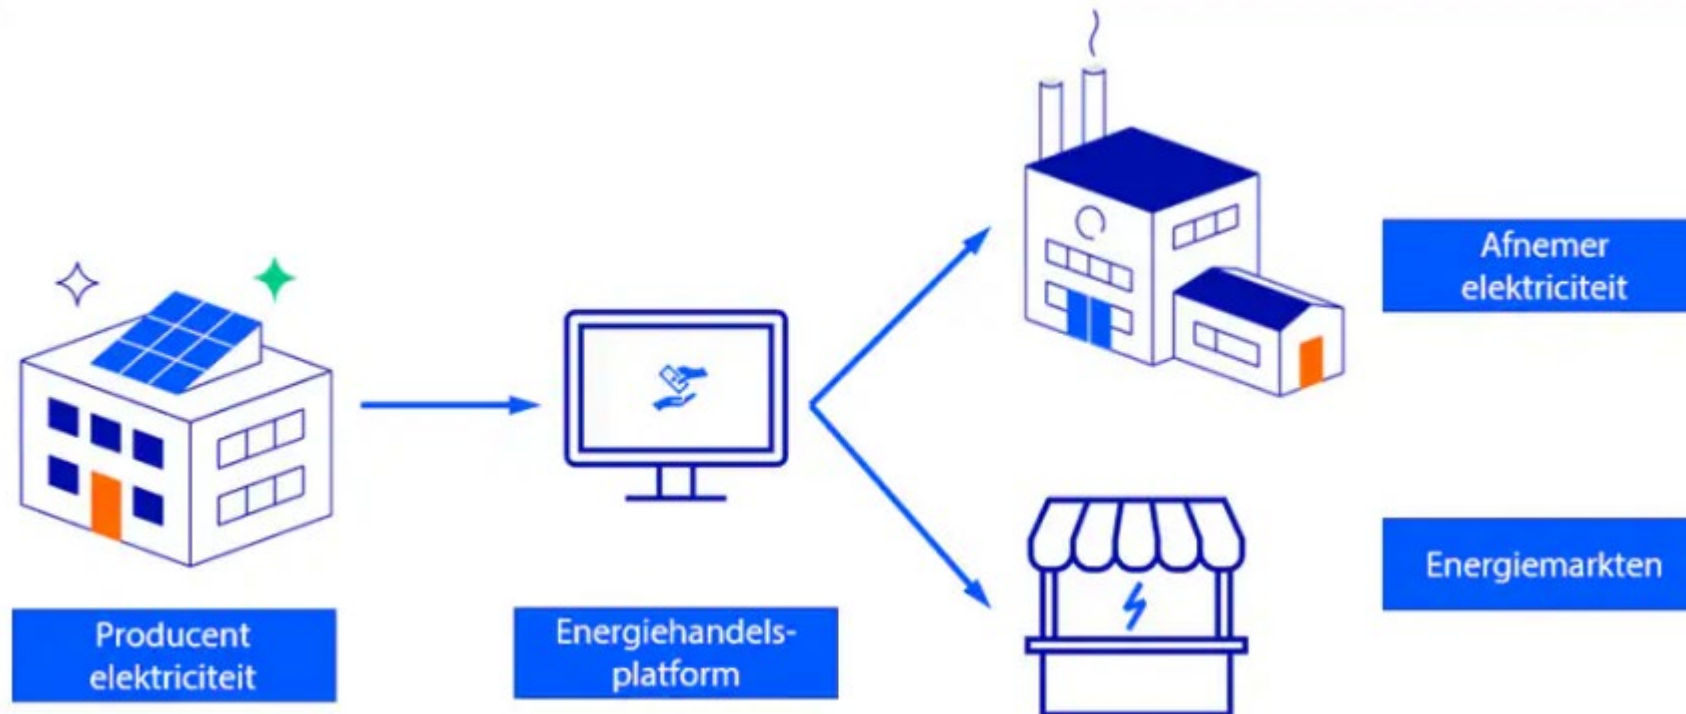 Producent
elektriciteit
Energiehandels-
platform
Afnemer
elektriciteit
Energiemarkten